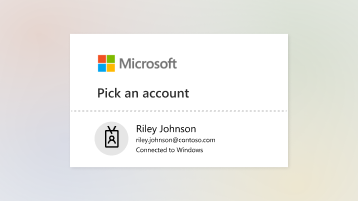 Microsoft
Pick an account
Riley Johnson
riley.johnson@contoso.com
Connected to Windows